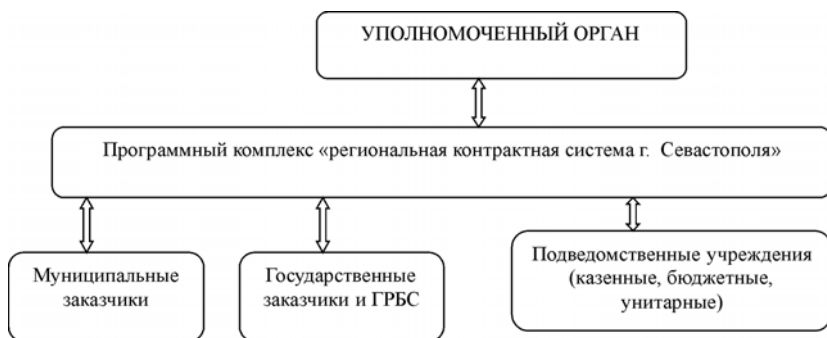 УПОЛНОМОЧЕННЫЙ ОРГАН
Программный комплекс «региональная контрактная система г. Севастополя»
Муниципальные
заказчики
Государственные
заказчики и ГРБС
Подведомственные учреждения
(казенные, бюджетные,
унитарные)